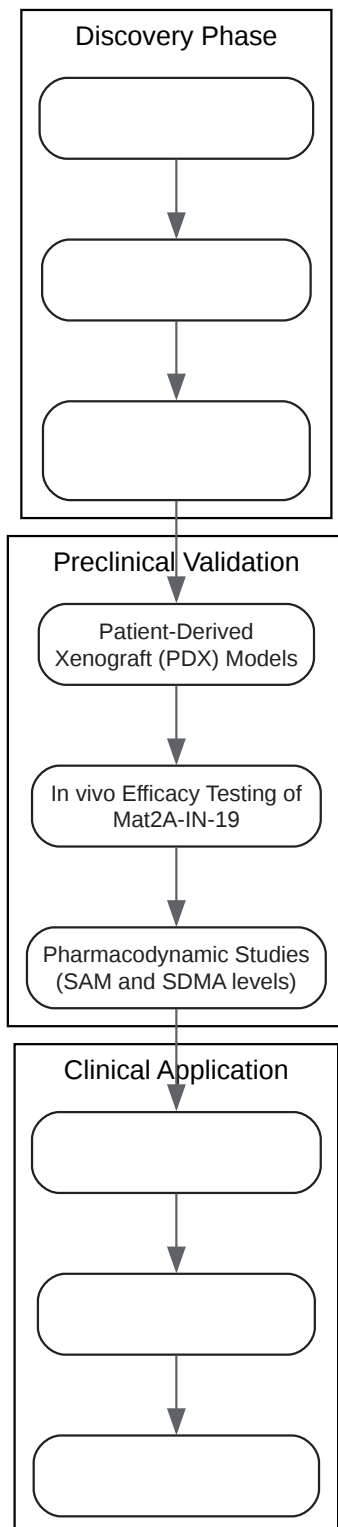 Discovery Phase
Preclinical Validation
Patient-Derived
Xenograft (PDX) Models
In vivo Efficacy Testing of
Mat2A-IN-19
Pharmacodynamic Studies
(SAM and SDMA levels)
Clinical Application